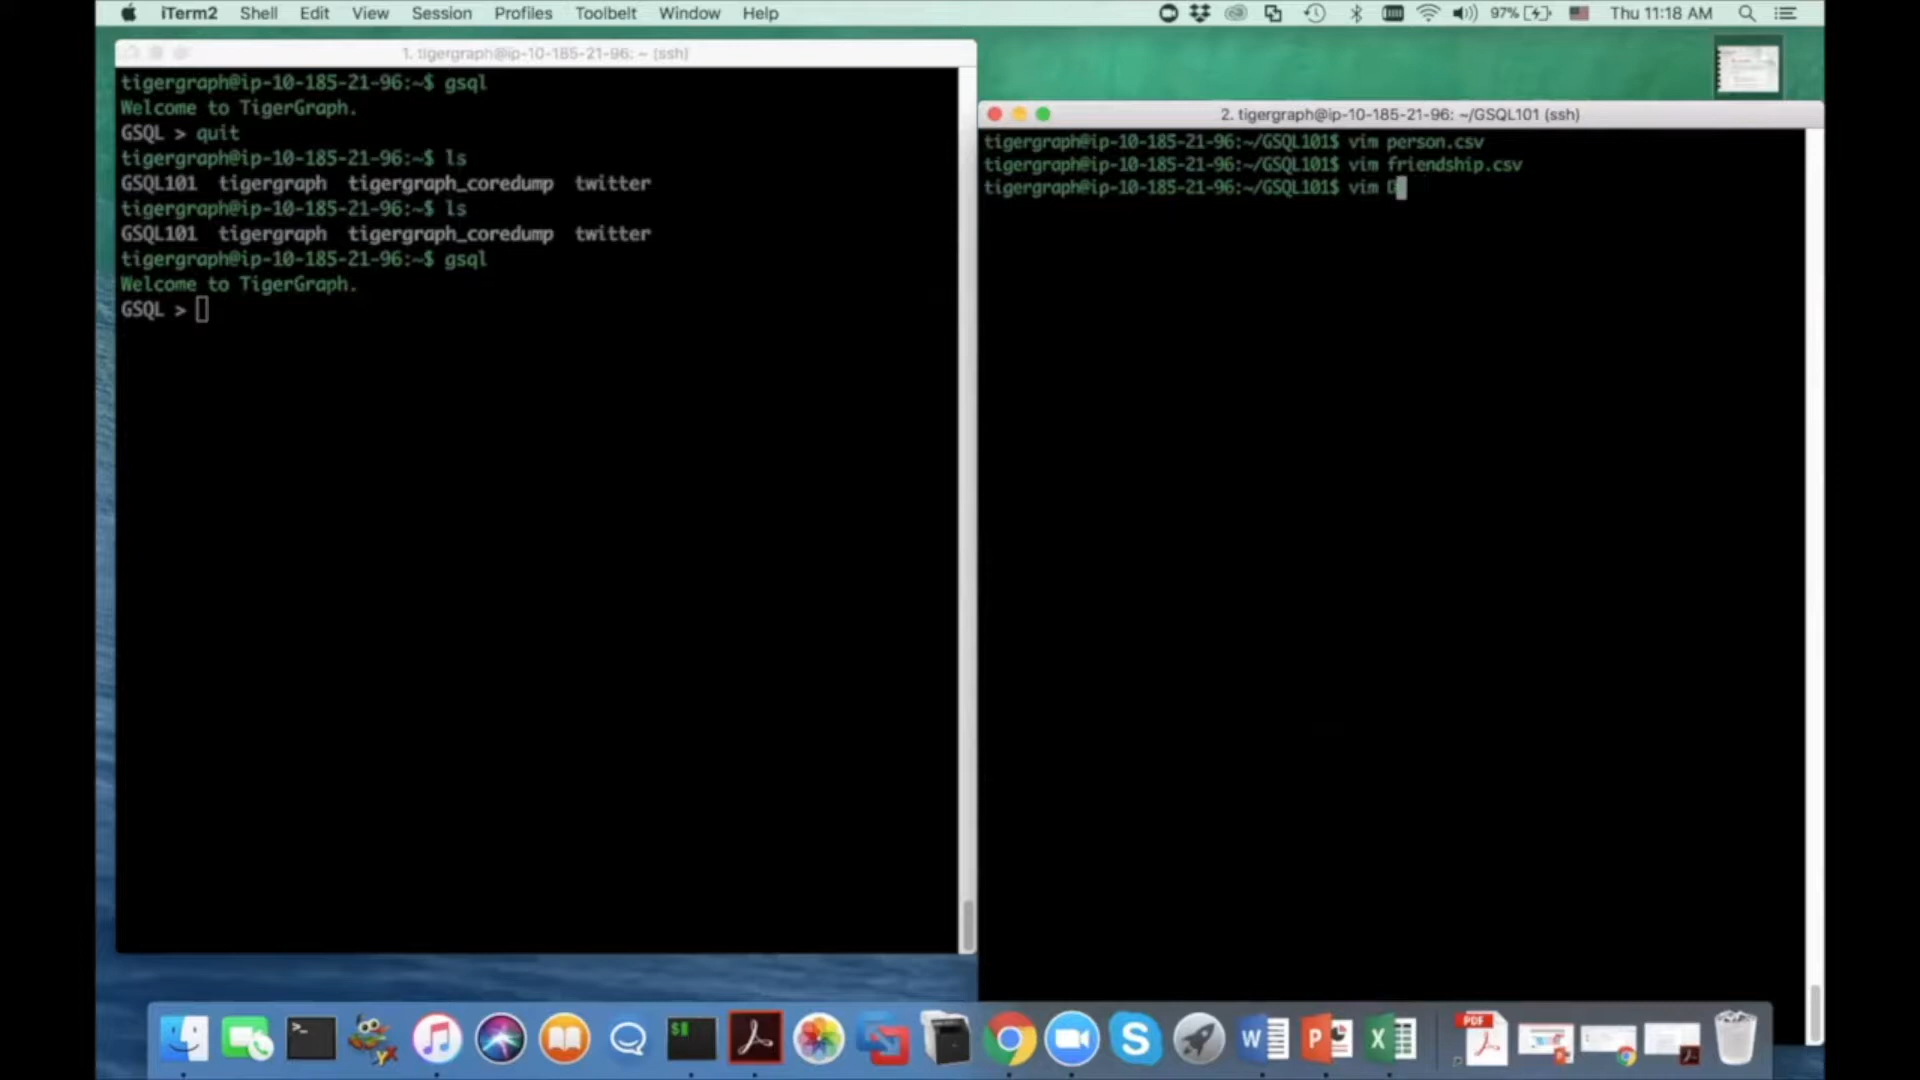 iTerm2 Shell Edit View Session Profiles Toolbelt Window Help 97% Thu 11:18 AM
1. tigergraph@ip-10-185-21-96: ~ (ssh)
tigergraph@ip-10-185-21-96:~$ gsql
Welcome to TigerGraph.
GSQL > quit
tigergraph@ip-10-185-21-96:~$ ls
GSQL101 tigergraph tigergraph_coredump twitter
tigergraph@ip-10-185-21-96:~$ ls
GSQL101 tigergraph tigergraph_coredump twitter
tigergraph@ip-10-185-21-96:~$ gsql
Welcome to TigerGraph.
GSQL >
2. tigergraph@ip-10-185-21-96: ~/GSQL101 (ssh)
tigergraph@ip-10-185-21-96:~/GSQL101$ vim person.csv
tigergraph@ip-10-185-21-96:~/GSQL101$ vim friendship.csv
tigergraph@ip-10-185-21-96:~/GSQL101$ vim
PDF